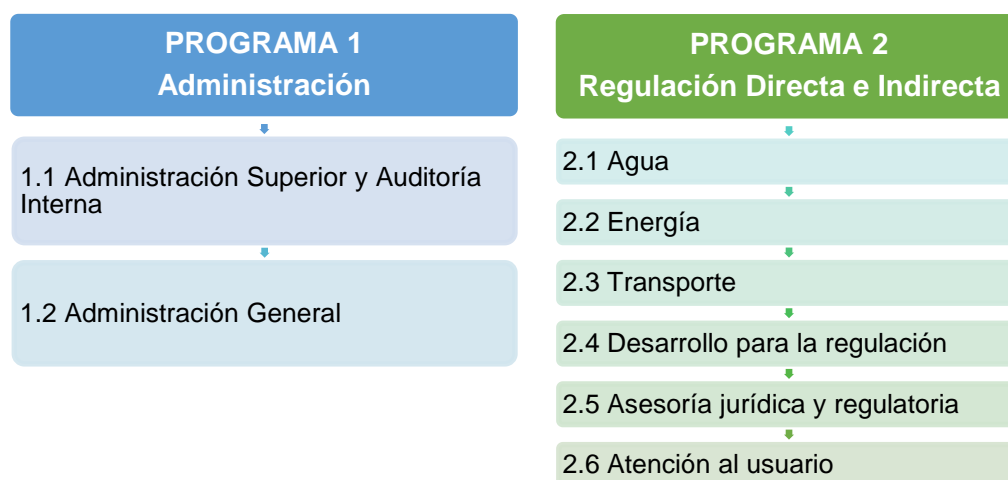 PROGRAMA 1
Administración
1.1 Administración Superior y Auditoría
Interna
1.2 Administración General
PROGRAMA 2
Regulación Directa e Indirecta
2.1 Agua
2.2 Energía
2.3 Transporte
2.4 Desarrollo para la regulación
2.5 Asesoría jurídica y regulatoria
2.6 Atención al usuario